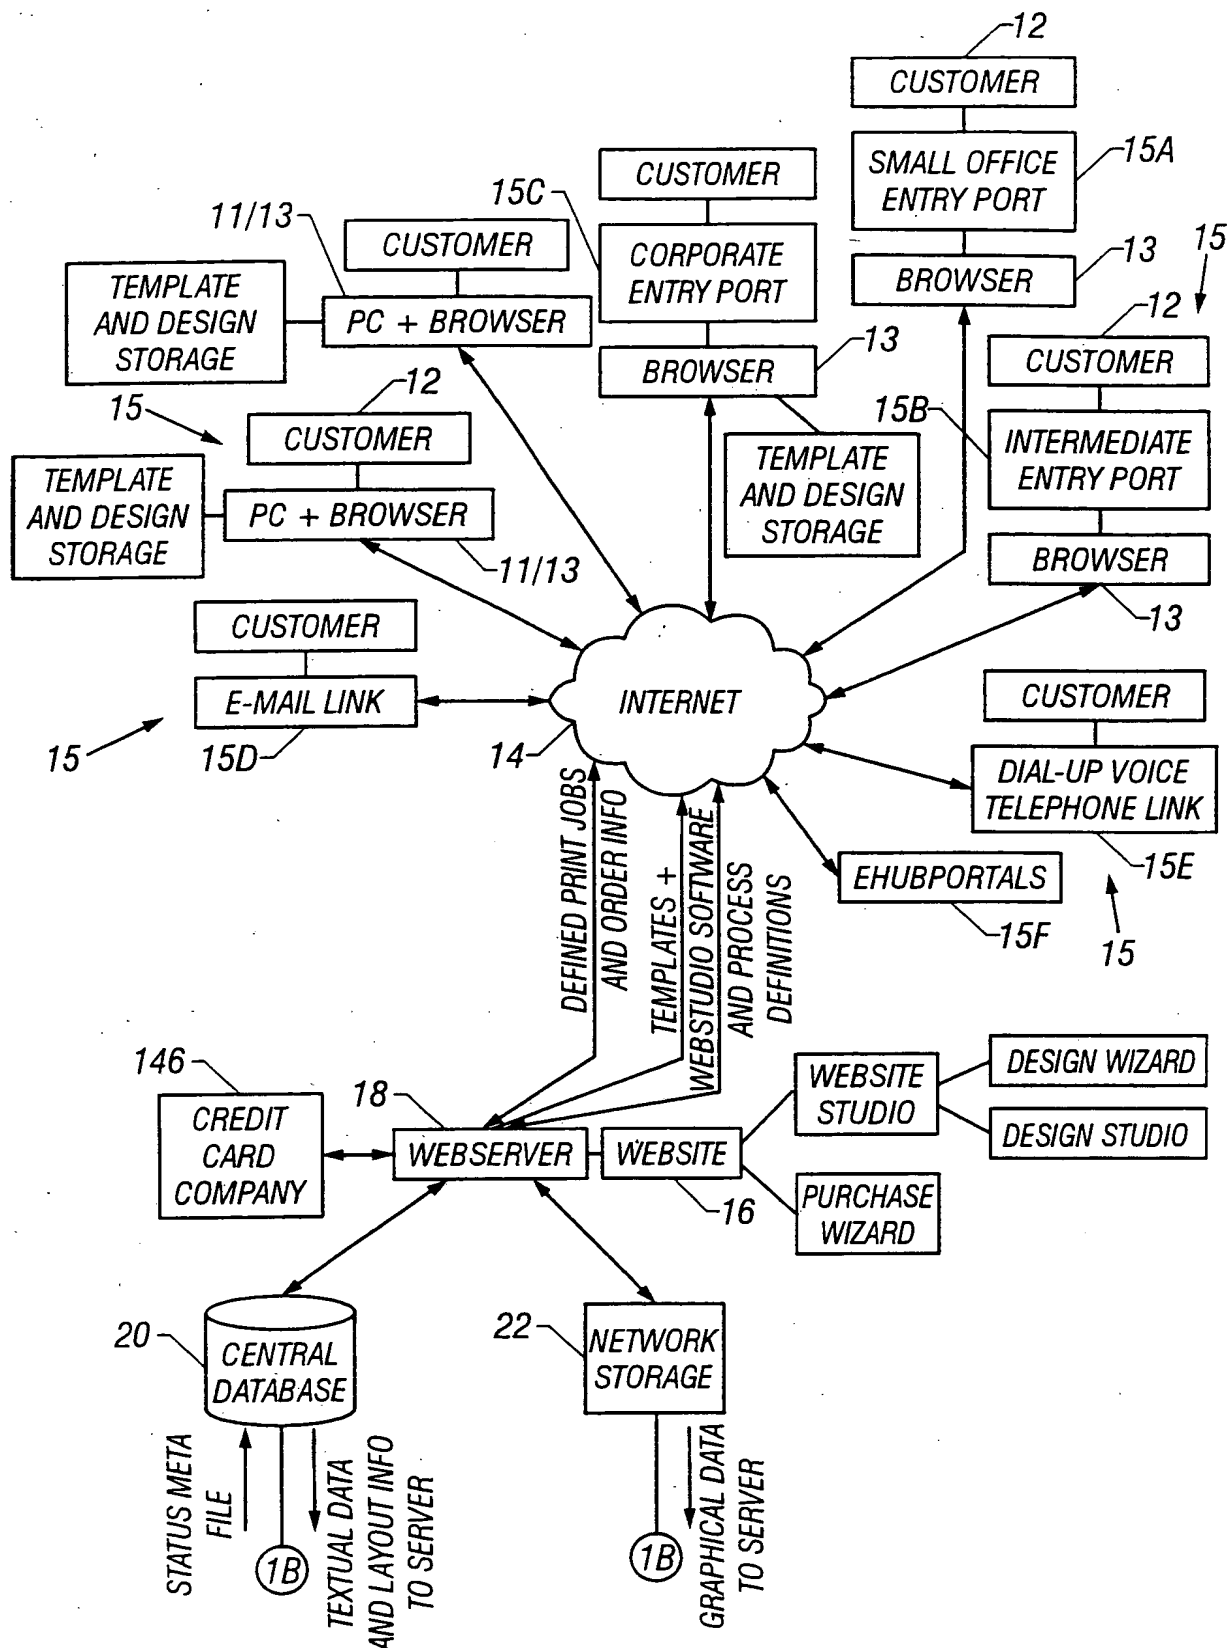 12
CUSTOMER
SMALL OFFICE
ENTRY PORT
15A
BROWSER
13
15
CUSTOMER
15C
CORPORATE
ENTRY PORT
BROWSER
13
TEMPLATE
AND DESIGN
STORAGE
11/13
CUSTOMER
TEMPLATE
AND DESIGN
STORAGE
PC + BROWSER
12
CUSTOMER
15B
INTERMEDIATE
ENTRY PORT
BROWSER
13
15
12
CUSTOMER
TEMPLATE
AND DESIGN
STORAGE
PC + BROWSER
11/13
CUSTOMER
E-MAIL LINK
15
15D
INTERNET
14
CUSTOMER
DIAL-UP VOICE
TELEPHONE LINK
15E
15
EHUBPORTALS
15F
DEFINED PRINT JOBS
AND ORDER INFO
TEMPLATES +
WEBSTUDIO SOFTWARE
AND PROCESS
DEFINITIONS
146
CREDIT
CARD
COMPANY
18
WEBSERVER
WEBSITE
16
WEBSITE
STUDIO
DESIGN WIZARD
DESIGN STUDIO
PURCHASE
WIZARD
20
CENTRAL
DATABASE
22
NETWORK
STORAGE
STATUS META
FILE
1B
TEXTUAL DATA
AND LAYOUT INFO
TO SERVER
1B
GRAPHICAL DATA
TO SERVER